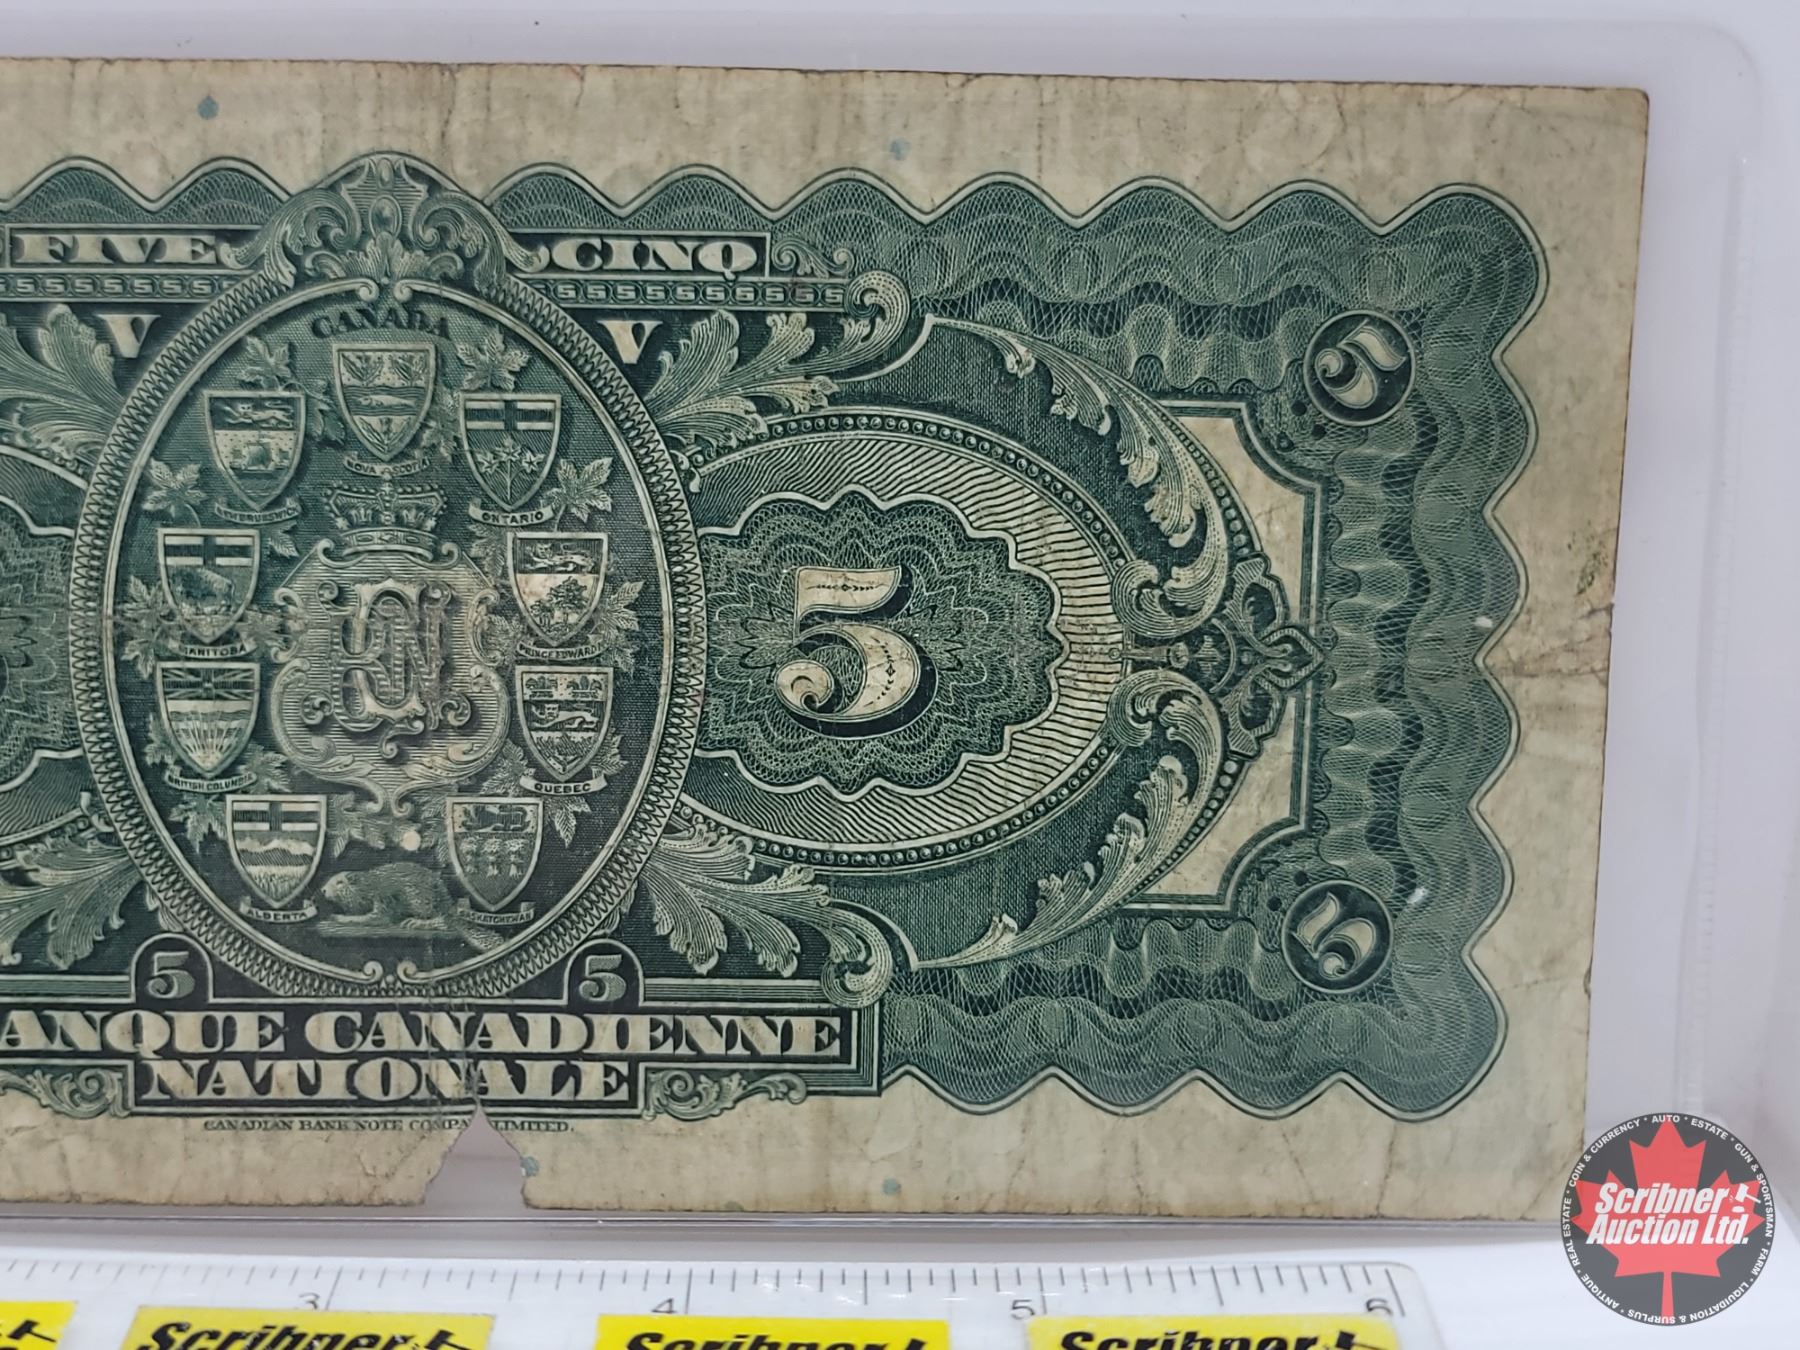 FIVE CINQ
555555555555
V V
CANADA
NOVA SCOTIA
NEW BRUNSWICK
ONTARIO
MANITOBA
PRINCE EDWARD
BRITISH COLUMBIA
QUEBEC
ALBERTA
SASKATCHEWAN
5
5
5
5 5
ANQUE CANADIENNE
NATIONALE
CANADIAN BANK NOTE COMPA LIMITED.
3 4 5 6
Scribner
Scribner
Scribner
Scribner
Auction Ltd.
COIN & CURRENCY • AUTO • ESTATE • GUN & SPORTSMAN • FARM • LIQUIDATION & SURPLUS • ANTIQUE • REAL ESTATE •